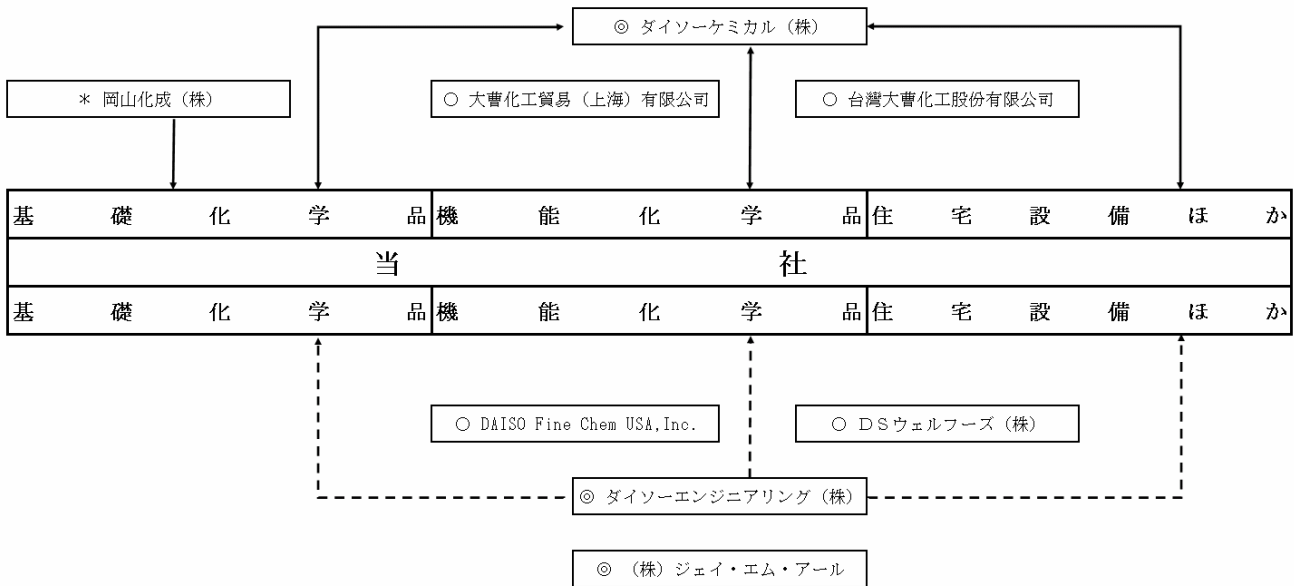 ◎ ダイソーケミカル（株）
＊ 岡山化成（株）
○ 大曹化工貿易（上海）有限公司
○ 台灣大曹化工股份有限公司
基礎化学品 機能化学品 住宅設備ほか
当社
基礎化学品 機能化学品 住宅設備ほか
○ DAISO Fine Chem USA,Inc.
○ ＤＳウェルフーズ（株）
◎ ダイソーエンジニアリング（株）
◎ （株）ジェイ・エム・アール